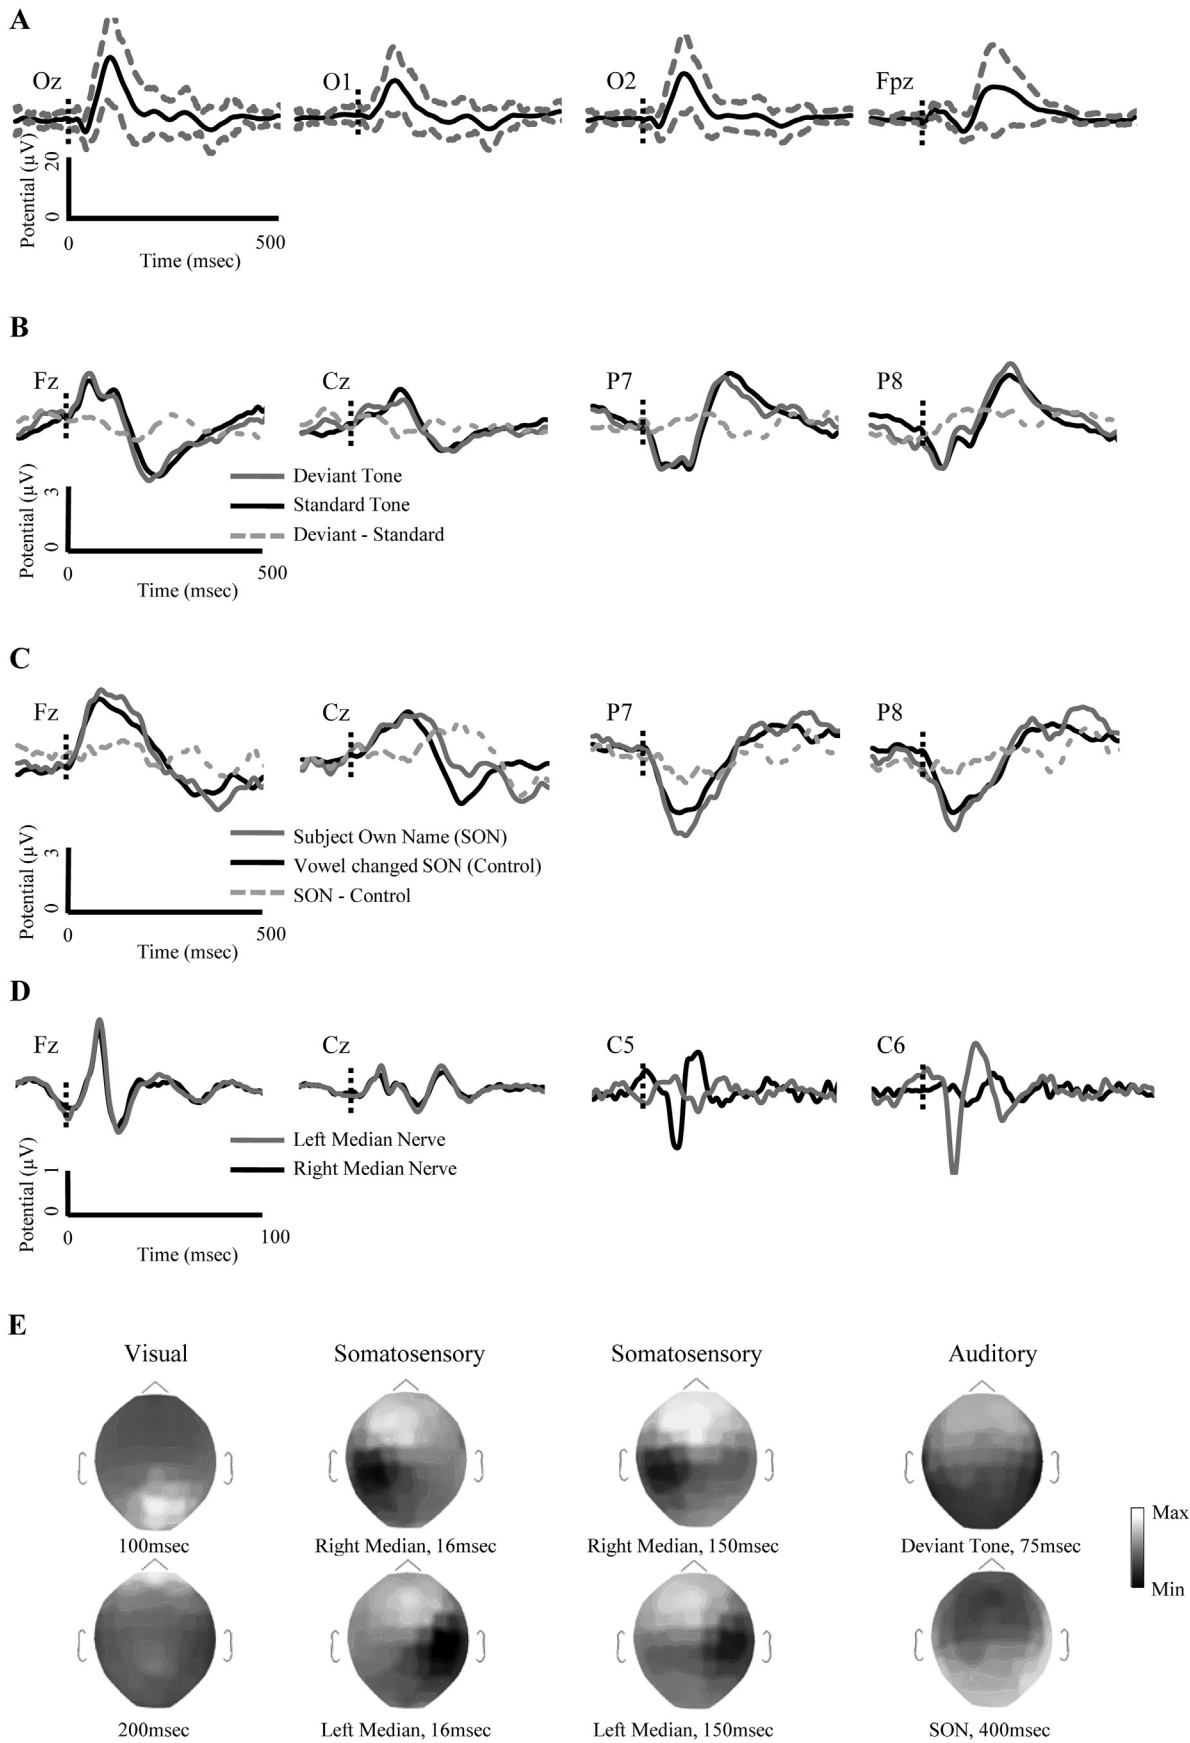 A
Oz
O1
O2
Fpz
Potential (µV)
20
0
0
500
Time (msec)
B
Fz
Cz
P7
P8
Deviant Tone
Standard Tone
Deviant - Standard
Potential (µV)
3
0
0
500
Time (msec)
C
Fz
Cz
P7
P8
Subject Own Name (SON)
Vowel changed SON (Control)
SON - Control
Potential (µV)
3
0
0
500
Time (msec)
D
Fz
Cz
C5
C6
Left Median Nerve
Right Median Nerve
Potential (µV)
1
0
0
100
Time (msec)
E
Visual
Somatosensory
Somatosensory
Auditory
100msec
Right Median, 16msec
Right Median, 150msec
Deviant Tone, 75msec
Max
Min
200msec
Left Median, 16msec
Left Median, 150msec
SON, 400msec